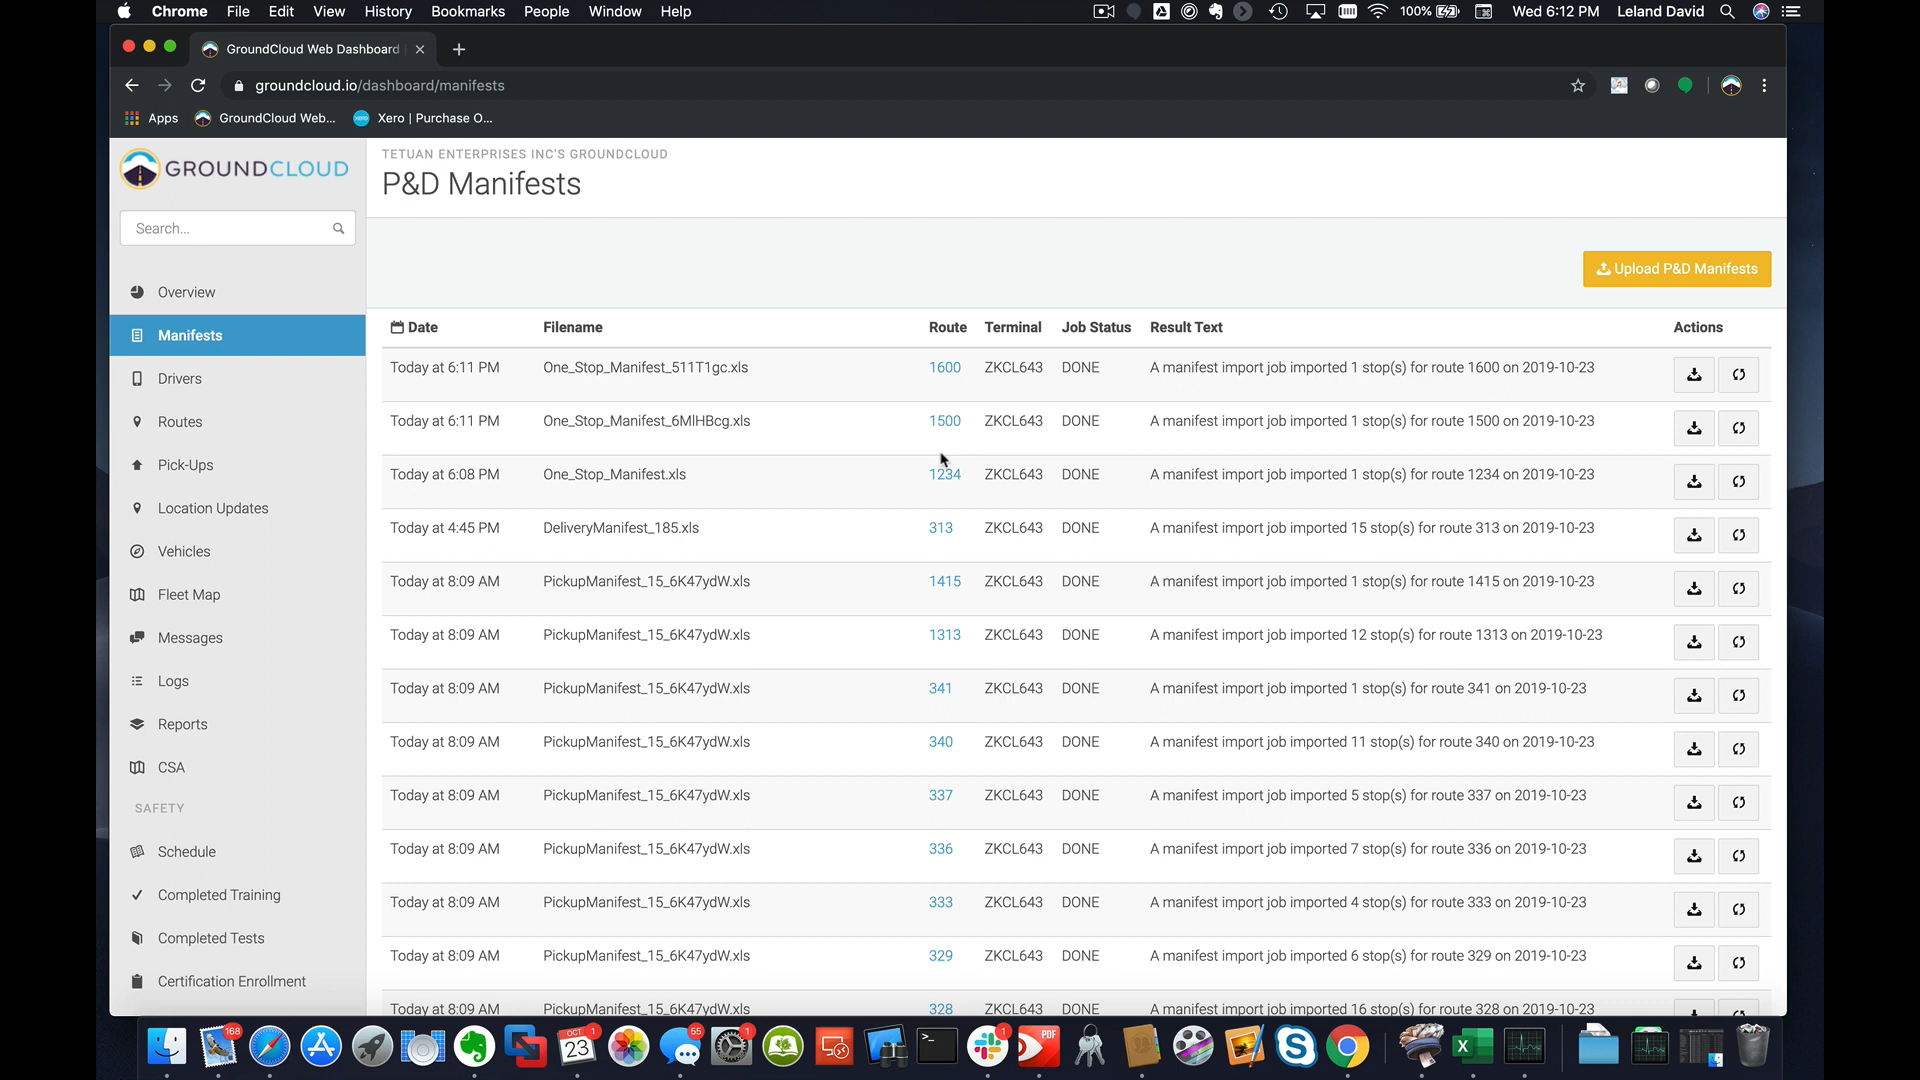 Chrome File Edit View History Bookmarks People Window Help 100% Wed 6:12 PM Leland David
GroundCloud Web Dashboard
groundcloud.io/dashboard/manifests
Apps GroundCloud Web... Xero | Purchase O...
GROUNDCLOUD
TETUAN ENTERPRISES INC'S GROUNDCLOUD
P&D Manifests
Search...
Upload P&D Manifests
Overview
Manifests
Drivers
Routes
Pick-Ups
Location Updates
Vehicles
Fleet Map
Messages
Logs
Reports
CSA
SAFETY
Schedule
Completed Training
Completed Tests
Certification Enrollment
Date Filename Route Terminal Job Status Result Text Actions
Today at 6:11 PM One_Stop_Manifest_511T1gc.xls 1600 ZKCL643 DONE A manifest import job imported 1 stop(s) for route 1600 on 2019-10-23
Today at 6:11 PM One_Stop_Manifest_6MlHBcg.xls 1500 ZKCL643 DONE A manifest import job imported 1 stop(s) for route 1500 on 2019-10-23
Today at 6:08 PM One_Stop_Manifest.xls 1234 ZKCL643 DONE A manifest import job imported 1 stop(s) for route 1234 on 2019-10-23
Today at 4:45 PM DeliveryManifest_185.xls 313 ZKCL643 DONE A manifest import job imported 15 stop(s) for route 313 on 2019-10-23
Today at 8:09 AM PickupManifest_15_6K47ydW.xls 1415 ZKCL643 DONE A manifest import job imported 1 stop(s) for route 1415 on 2019-10-23
Today at 8:09 AM PickupManifest_15_6K47ydW.xls 1313 ZKCL643 DONE A manifest import job imported 12 stop(s) for route 1313 on 2019-10-23
Today at 8:09 AM PickupManifest_15_6K47ydW.xls 341 ZKCL643 DONE A manifest import job imported 1 stop(s) for route 341 on 2019-10-23
Today at 8:09 AM PickupManifest_15_6K47ydW.xls 340 ZKCL643 DONE A manifest import job imported 11 stop(s) for route 340 on 2019-10-23
Today at 8:09 AM PickupManifest_15_6K47ydW.xls 337 ZKCL643 DONE A manifest import job imported 5 stop(s) for route 337 on 2019-10-23
Today at 8:09 AM PickupManifest_15_6K47ydW.xls 336 ZKCL643 DONE A manifest import job imported 7 stop(s) for route 336 on 2019-10-23
Today at 8:09 AM PickupManifest_15_6K47ydW.xls 333 ZKCL643 DONE A manifest import job imported 4 stop(s) for route 333 on 2019-10-23
Today at 8:09 AM PickupManifest_15_6K47ydW.xls 329 ZKCL643 DONE A manifest import job imported 6 stop(s) for route 329 on 2019-10-23
Today at 8:09 AM PickupManifest_15_6K47ydW.xls 328 ZKCL643 DONE A manifest import job imported 16 stop(s) for route 328 on 2019-10-23
168 OCT 23 1 55 1 1 PDF